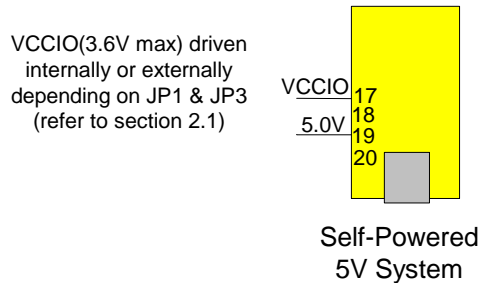 VCCIO(3.6V max) driven
internally or externally
depending on JP1 & JP3
(refer to section 2.1)
VCCIO 17
18
5.0V 19
20
Self-Powered
5V System